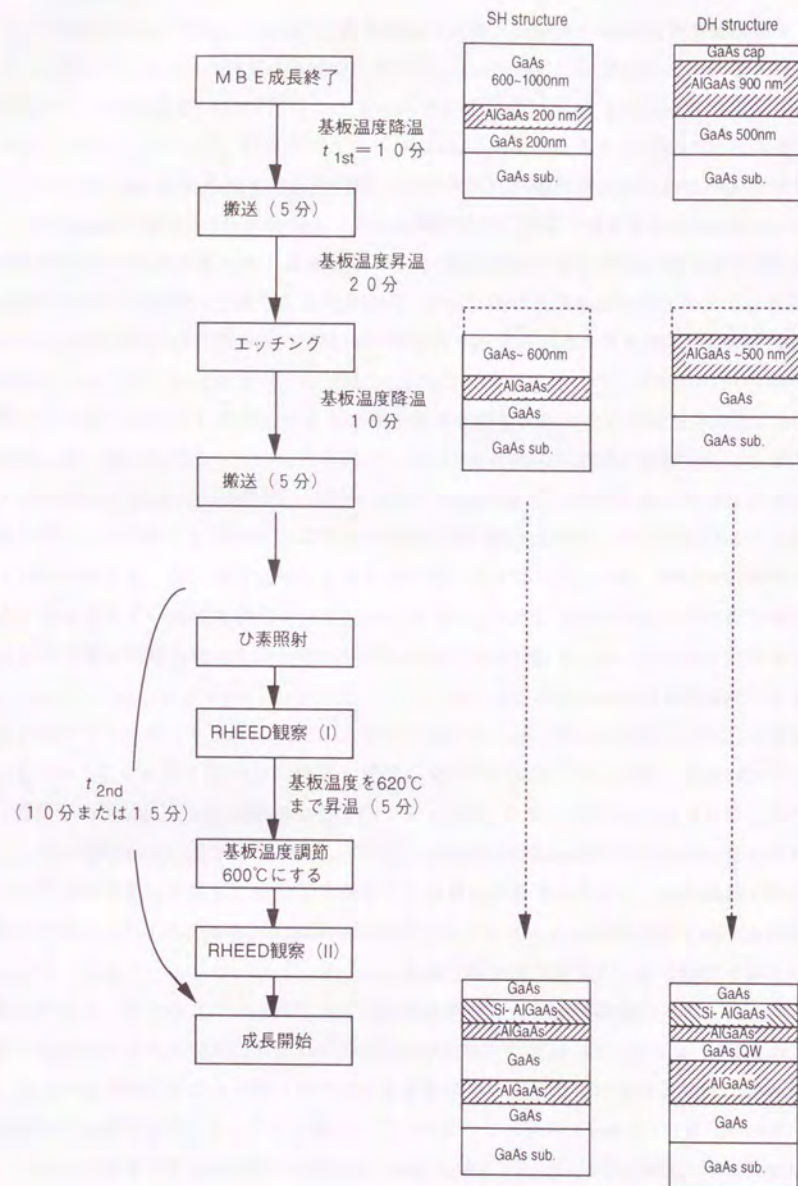 MBE成長終了
基板温度降温
t 1st＝10分
搬送（5分）
基板温度昇温
20分
エッチング
基板温度降温
10分
搬送（5分）
ひ素照射
RHEED観察（I）
t 2nd
（110分または15分）
基板温度を620℃
まで昇温（5分）
基板温度調節
600℃にする
RHEED観察（II）
成長開始
SH structure
GaAs
600~1000nm
AlGaAs 200 nm
GaAs 200nm
GaAs sub.
DH structure
GaAs cap
AlGaAs 900 nm
GaAs 500nm
GaAs sub.
GaAs~ 600nm
AlGaAs
GaAs
GaAs sub.
AlGaAs ~500 nm
GaAs
GaAs sub.
GaAs
Si- AlGaAs
AlGaAs
GaAs
AlGaAs
GaAs
GaAs sub.
GaAs
Si- AlGaAs
AlGaAs
GaAs QW
AlGaAs
GaAs
GaAs sub.